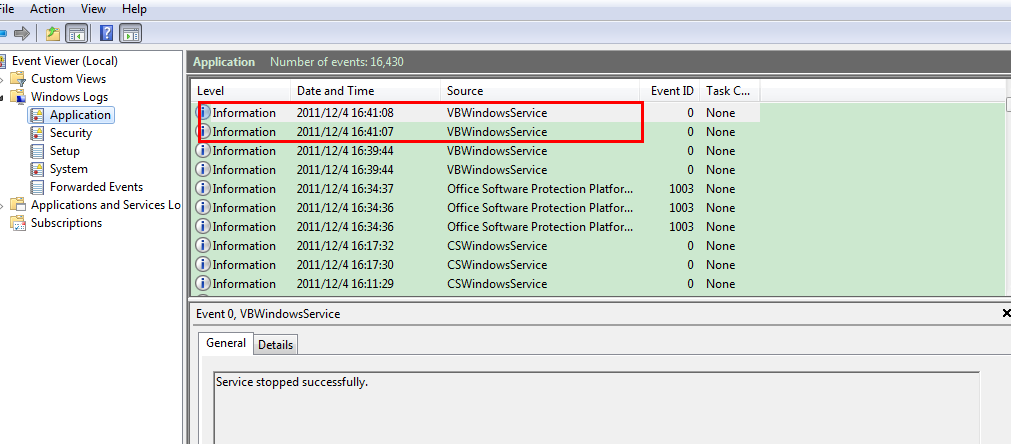 File Action View Help
Event Viewer (Local)
Custom Views
Windows Logs
Application
Security
Setup
System
Forwarded Events
Applications and Services Lo
Subscriptions
Application Number of events: 16,430
Level Date and Time Source Event ID Task C...
Information 2011/12/4 16:41:08 VBWindowsService 0 None
Information 2011/12/4 16:41:07 VBWindowsService 0 None
Information 2011/12/4 16:39:44 VBWindowsService 0 None
Information 2011/12/4 16:39:44 VBWindowsService 0 None
Information 2011/12/4 16:34:37 Office Software Protection Platfor... 1003 None
Information 2011/12/4 16:34:36 Office Software Protection Platfor... 1003 None
Information 2011/12/4 16:34:36 Office Software Protection Platfor... 1003 None
Information 2011/12/4 16:17:32 CSWindowsService 0 None
Information 2011/12/4 16:17:30 CSWindowsService 0 None
Information 2011/12/4 16:11:29 CSWindowsService 0 None
Event 0, VBWindowsService
General Details
Service stopped successfully.